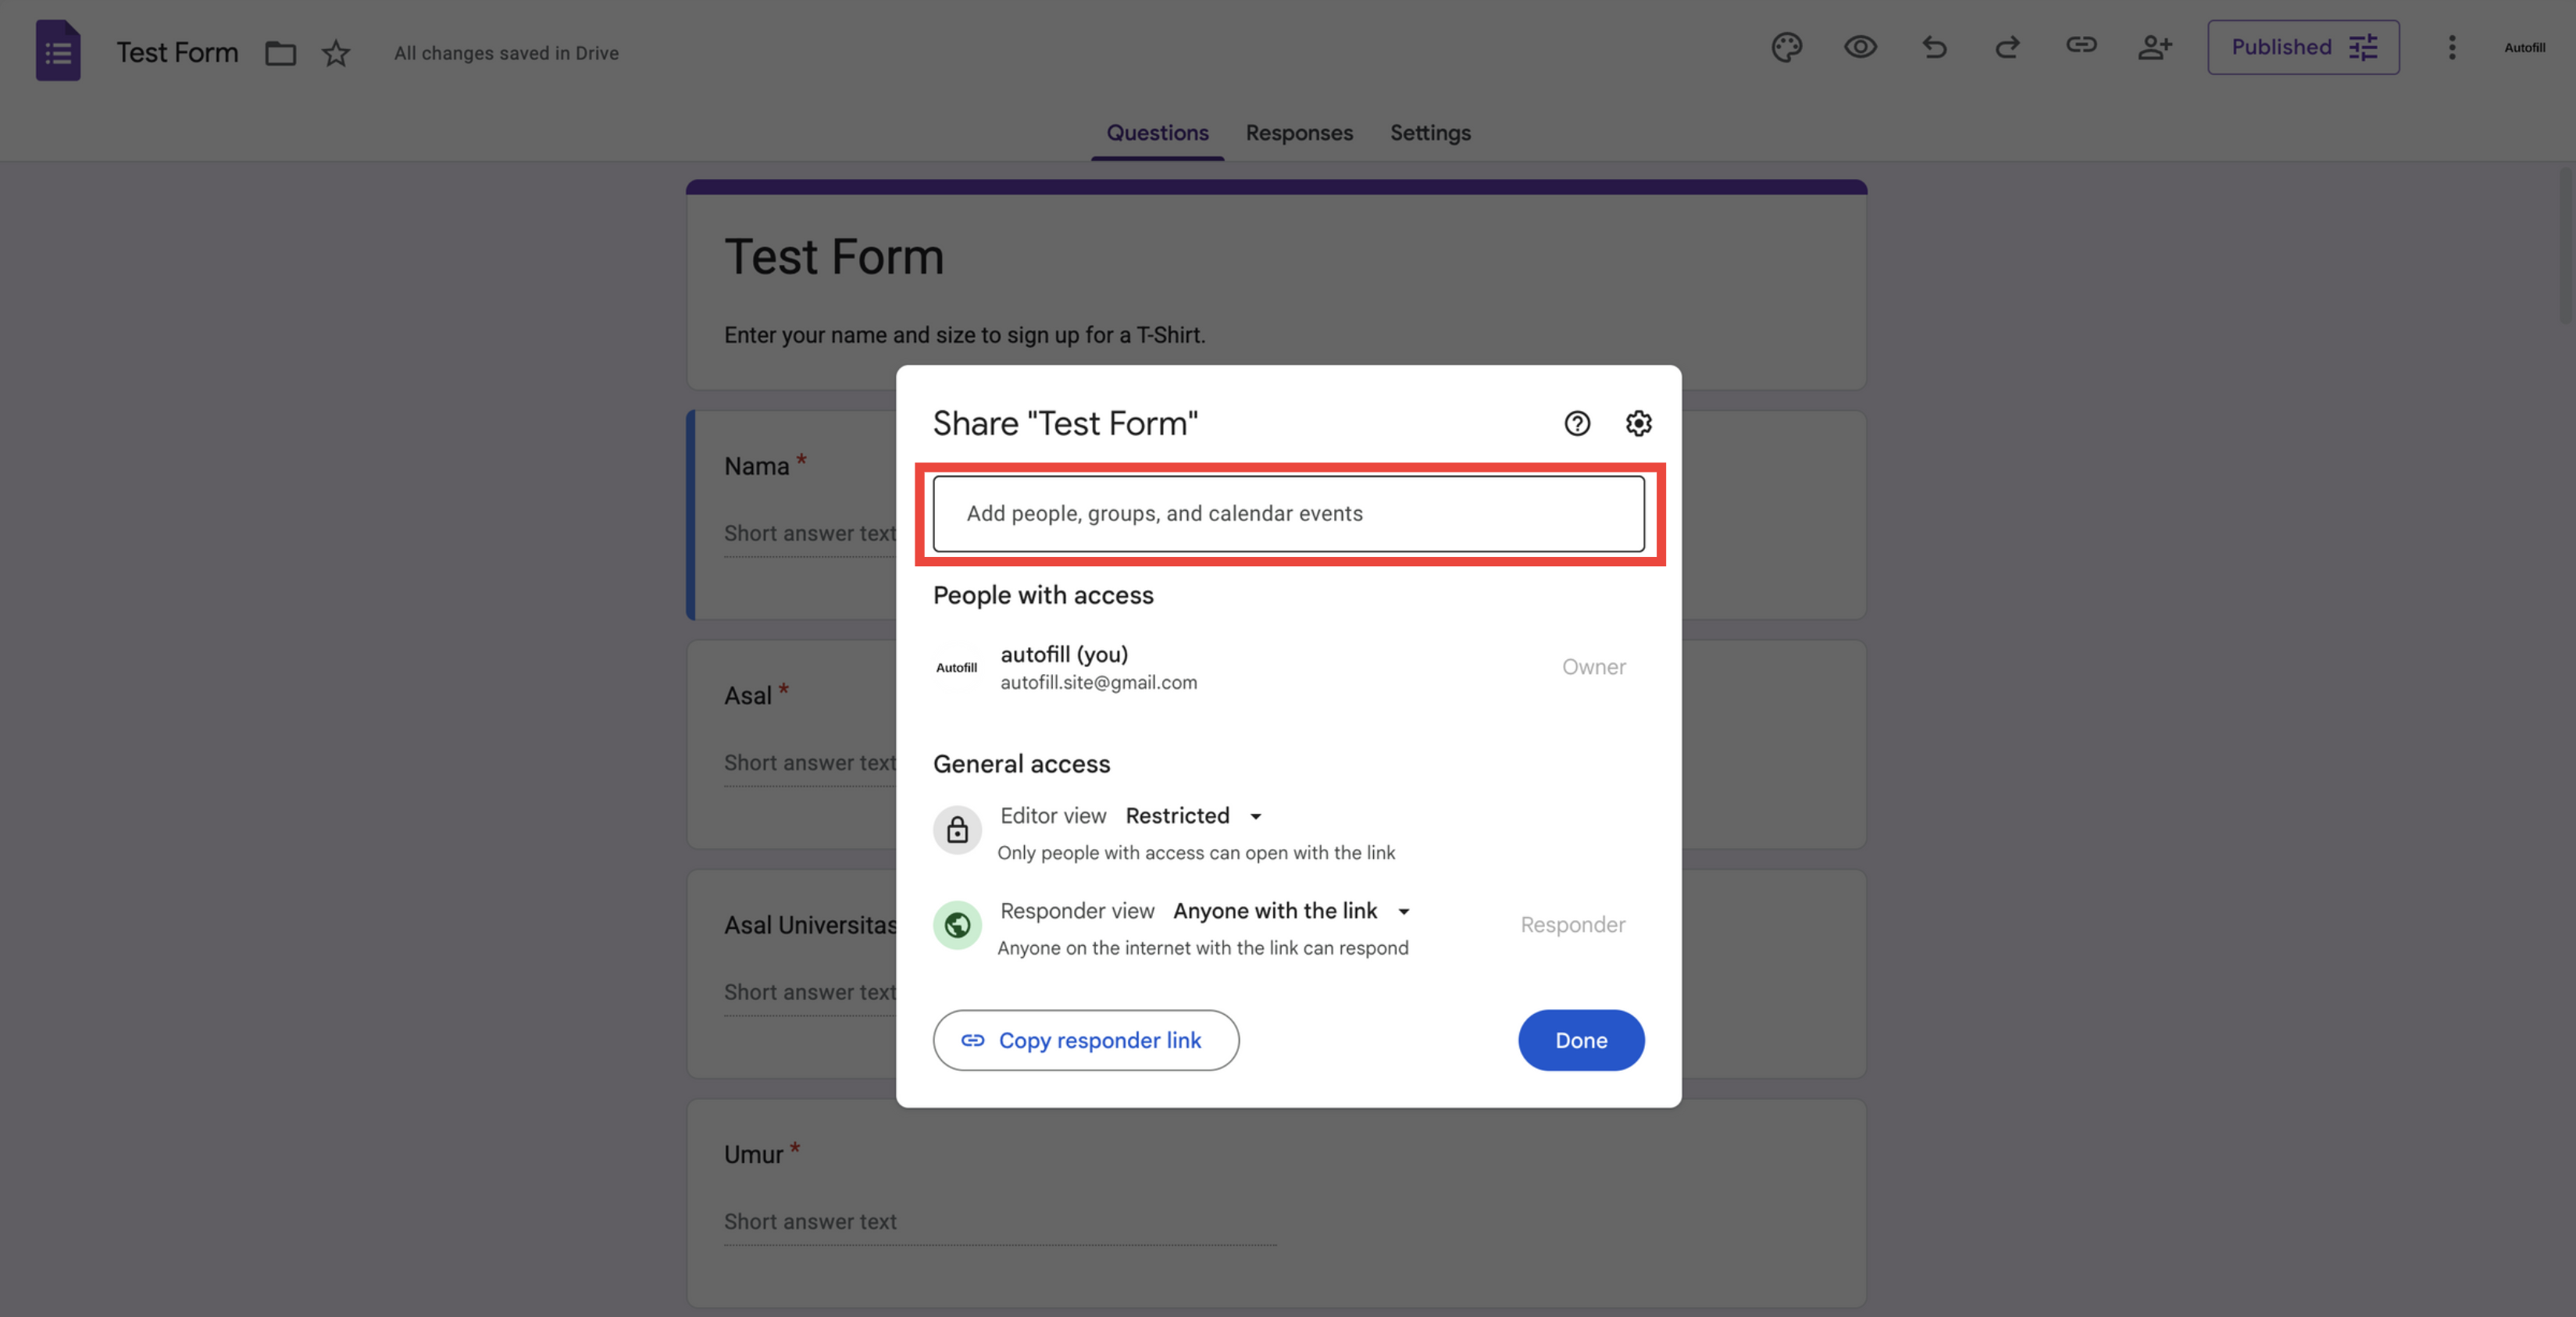 Test Form
All changes saved in Drive
Published
Autofill
Questions
Responses
Settings
Test Form
Enter your name and size to sign up for a T-Shirt.
Nama *
Short answer text
Asal *
Short answer text
Asal Universitas
Short answer text
Umur *
Short answer text
Share "Test Form"
Add people, groups, and calendar events
People with access
Autofill
autofill (you)
autofill.site@gmail.com
Owner
General access
Editor view Restricted
Only people with access can open with the link
Responder view Anyone with the link
Anyone on the internet with the link can respond
Responder
Copy responder link
Done